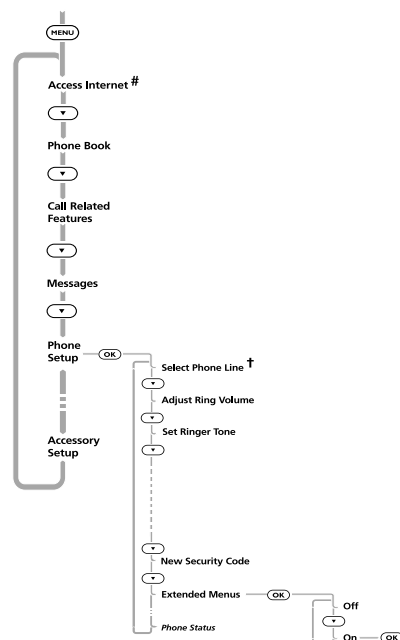 MENU
Access Internet #
Phone Book
Call Related
Features
Messages
Phone
Setup
OK
Select Phone Line †
Adjust Ring Volume
Set Ringer Tone
Accessory
Setup
New Security Code
Extended Menus
OK
Off
Phone Status
On
OK